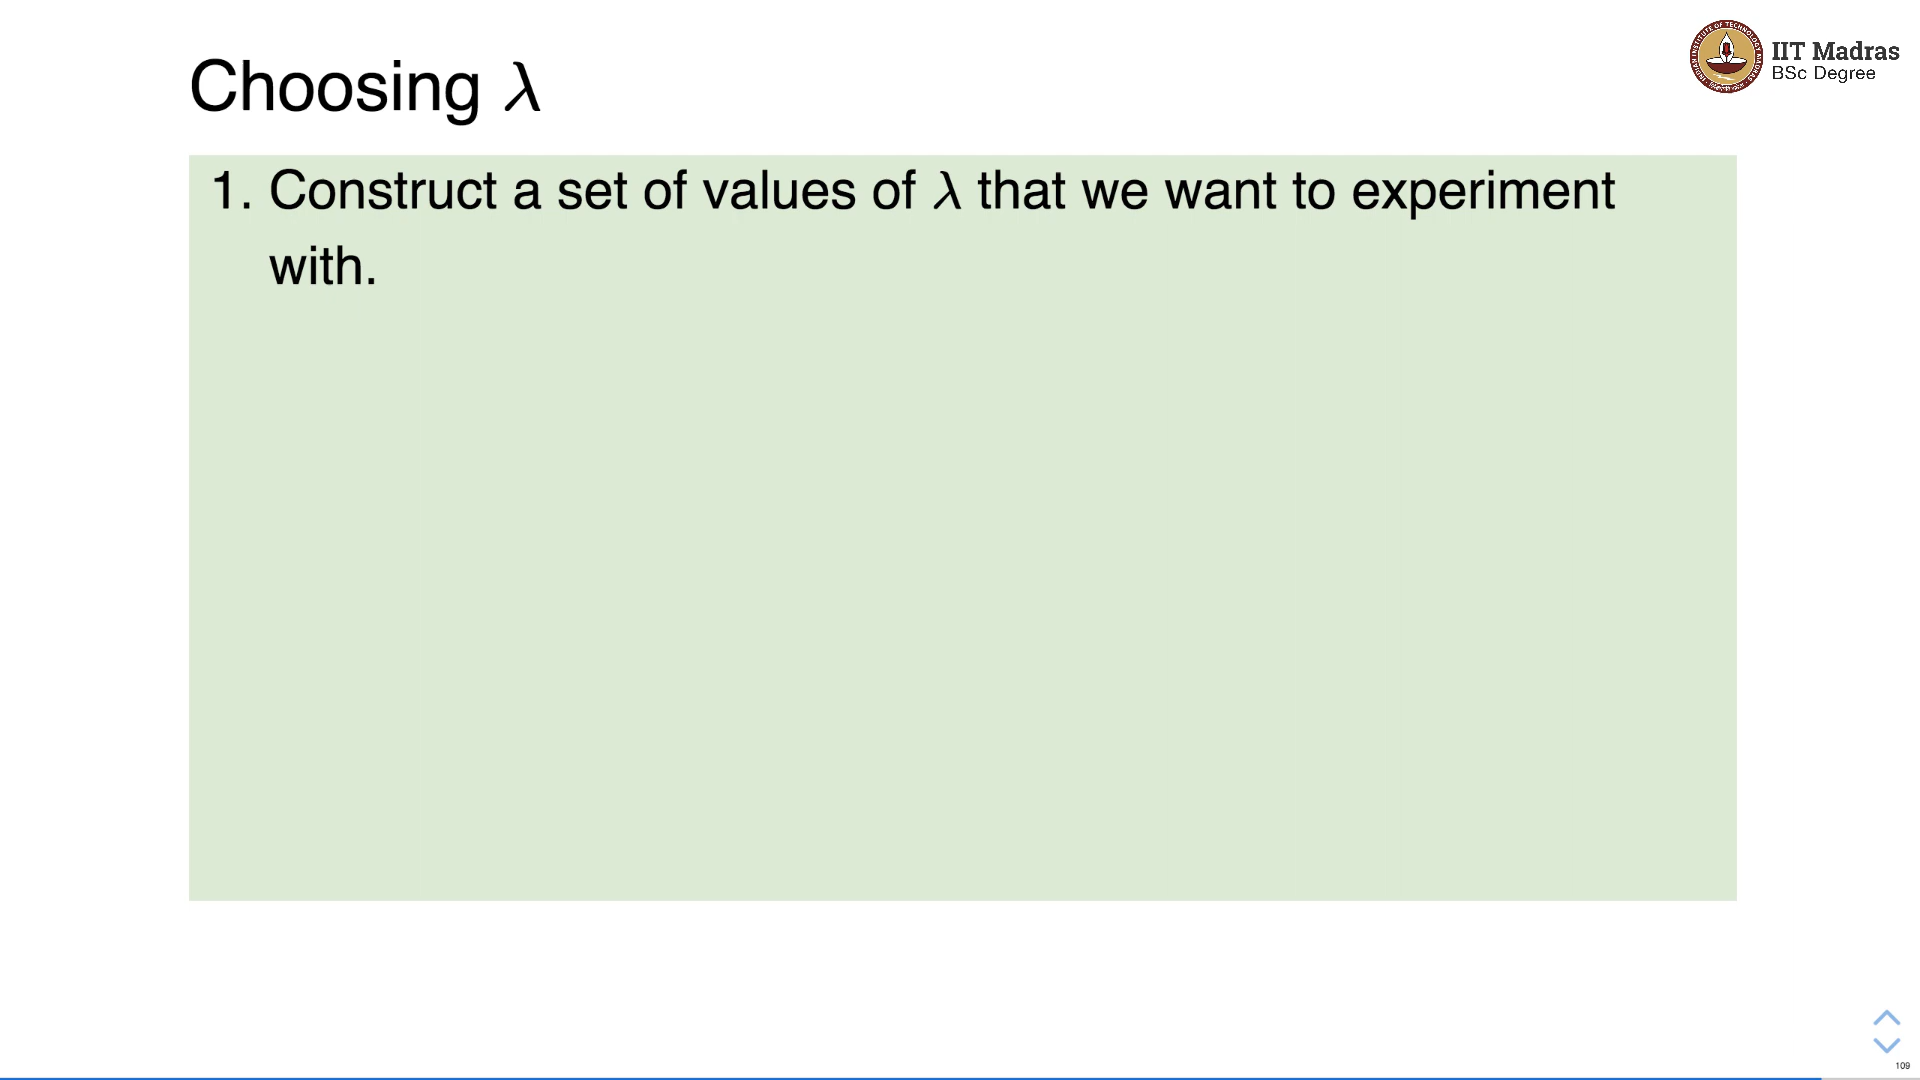 Choosing λ
IIT Madras
BSc Degree
1. Construct a set of values of λ that we want to experiment
with.
109